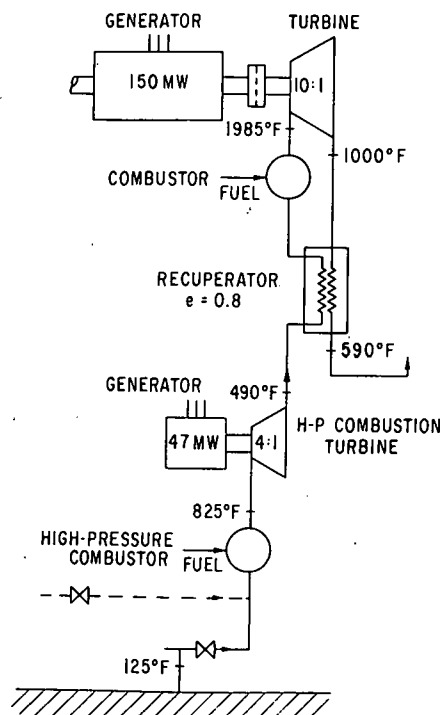 GENERATOR
TURBINE
150 MW
10:1
1985°F
1000°F
COMBUSTOR
FUEL
RECUPERATOR
e = 0.8
590°F
GENERATOR
490°F
H-P COMBUSTION
TURBINE
47 MW
4:1
825°F
HIGH-PRESSURE
COMBUSTOR
FUEL
125°F